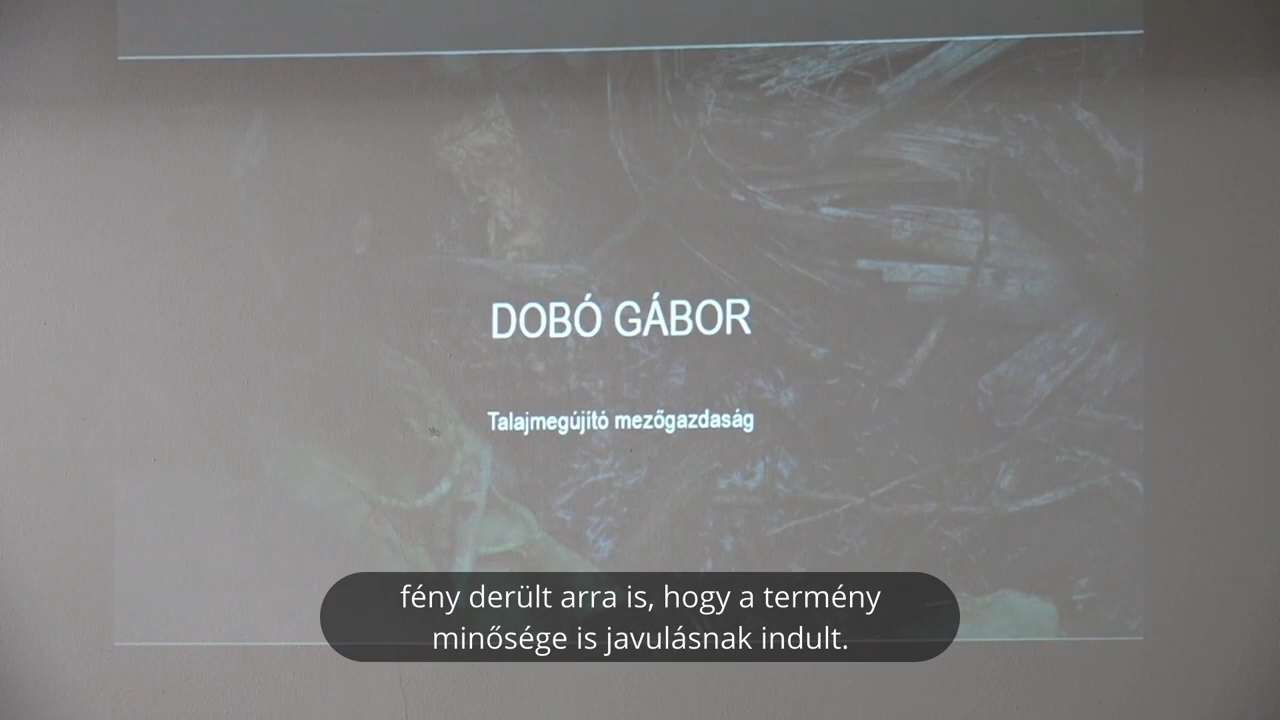 DOBÓ GÁBOR
Talajmegújító mezőgazdaság
fény derült arra is, hogy a termény
minősége is javulásnak indult.